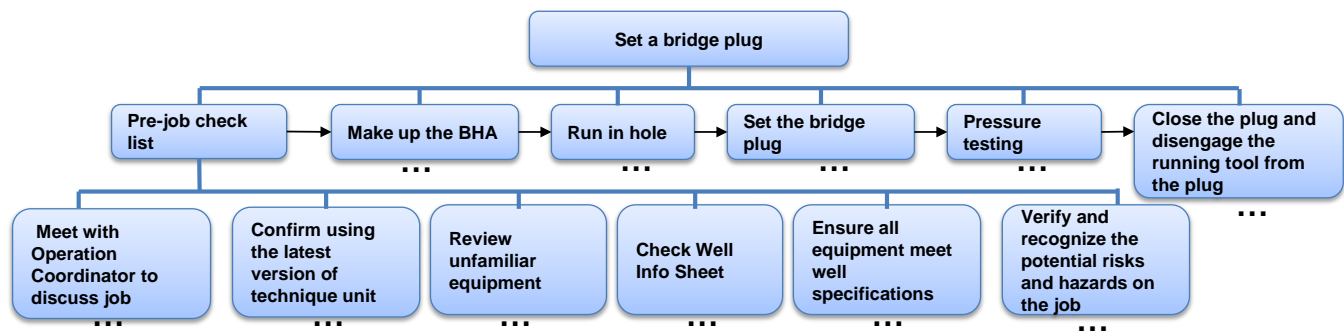 Set a bridge plug
Pre-job check
list
Make up the BHA
...
Run in hole
...
Set the bridge
plug
...
Pressure
testing
...
Close the plug and
disengage the
running tool from
the plug
...
Meet with
Operation
Coordinator to
discuss job
...
Confirm using
the latest
version of
technique unit
...
Review
unfamiliar
equipment
...
Check Well
Info Sheet
...
Ensure all
equipment meet
well
specifications
...
Verify and
recognize the
potential risks
and hazards on
the job
...